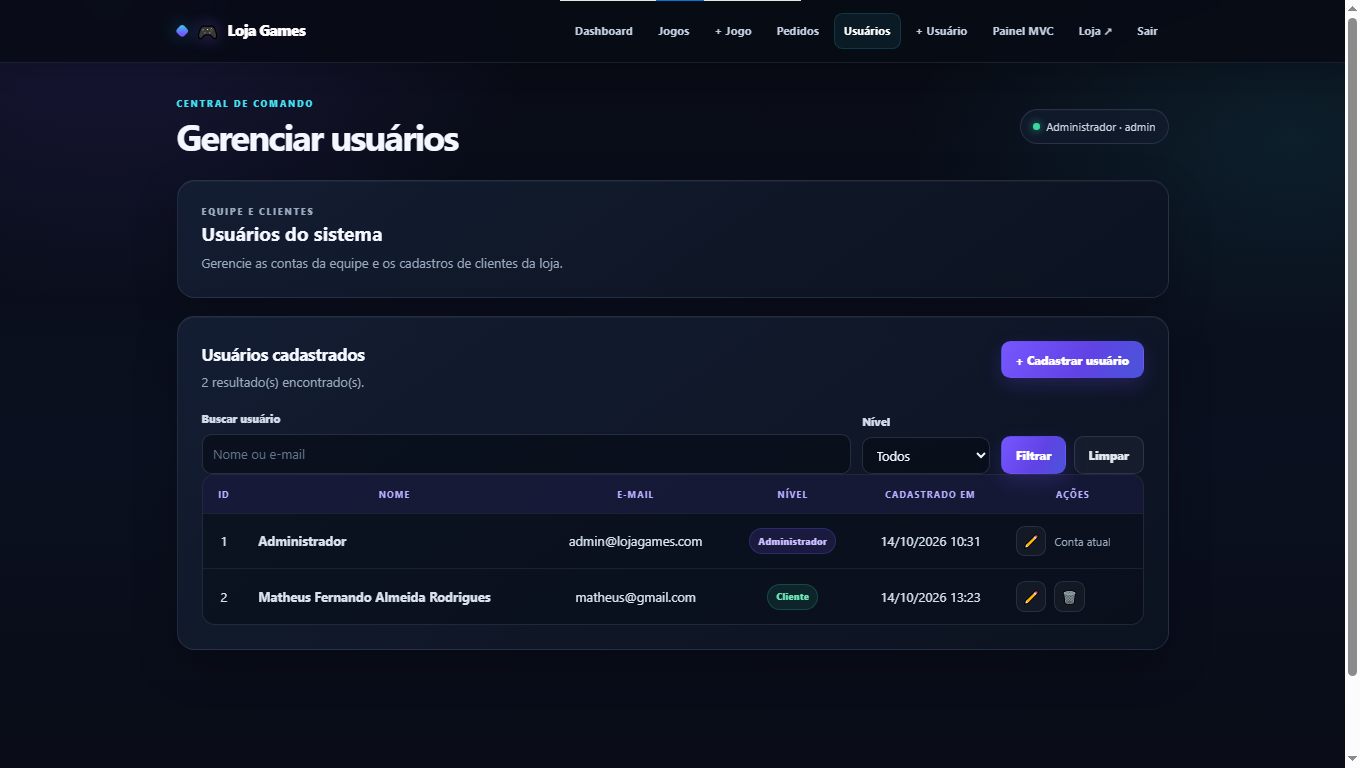 Loja Games
Dashboard Jogos + Jogo Pedidos Usuários + Usuário Painel MVC Loja ↗ Sair
CENTRAL DE COMANDO
Gerenciar usuários
Administrador · admin
EQUIPE E CLIENTES
Usuários do sistema
Gerencie as contas da equipe e os cadastros de clientes da loja.
Usuários cadastrados
2 resultado(s) encontrado(s).
+ Cadastrar usuário
Buscar usuário
Nome ou e-mail
Nível
Todos
Filtrar
Limpar
ID NOME E-MAIL NÍVEL CADASTRADO EM AÇÕES
1 Administrador admin@lojagames.com Administrador 14/10/2026 10:31 Conta atual
2 Matheus Fernando Almeida Rodrigues matheus@gmail.com Cliente 14/10/2026 13:23